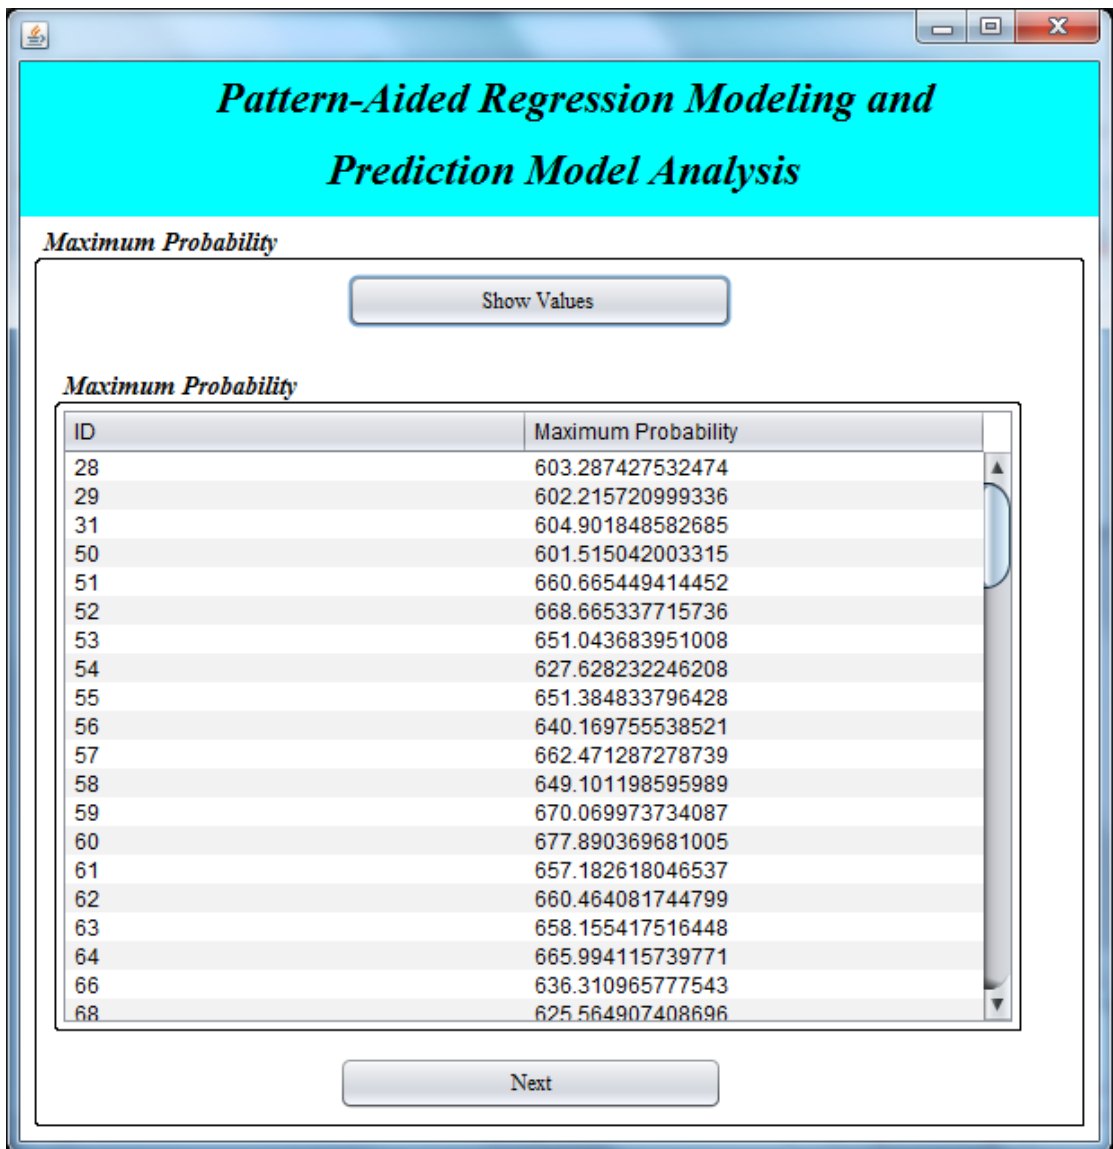 Pattern-Aided Regression Modeling and
Prediction Model Analysis
Maximum Probability
Show Values
Maximum Probability
ID Maximum Probability
28 603.287427532474
29 602.215720999336
31 604.901848582685
50 601.515042003315
51 660.665449414452
52 668.665337715736
53 651.043683951008
54 627.628232246208
55 651.384833796428
56 640.169755538521
57 662.471287278739
58 649.101198595989
59 670.069973734087
60 677.890369681005
61 657.182618046537
62 660.464081744799
63 658.155417516448
64 665.994115739771
66 636.310965777543
68 625.564907408696
Next